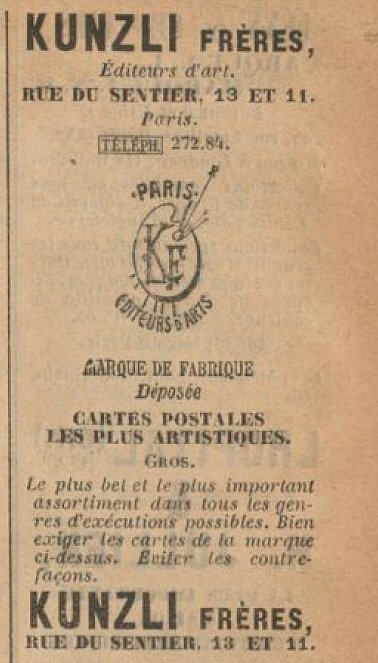 KUNZLI FRÈRES,
Éditeurs d'art.
RUE DU SENTIER, 13 ET 11.
Paris.
TÉLÉPH 272.84.
PARIS
KF
ÉDITEURS D'ARTS
MARQUE DE FABRIQUE
Déposée
CARTES POSTALES
LES PLUS ARTISTIQUES.
GROS.
Le plus bel et le plus important
assortiment dans tous les gen-
res d'exécutions possibles. Bien
exiger les cartes de la marque
ci-dessus. Eviter les contre-
façons.
KUNZLI FRÈRES,
RUE DU SENTIER, 13 ET 11.